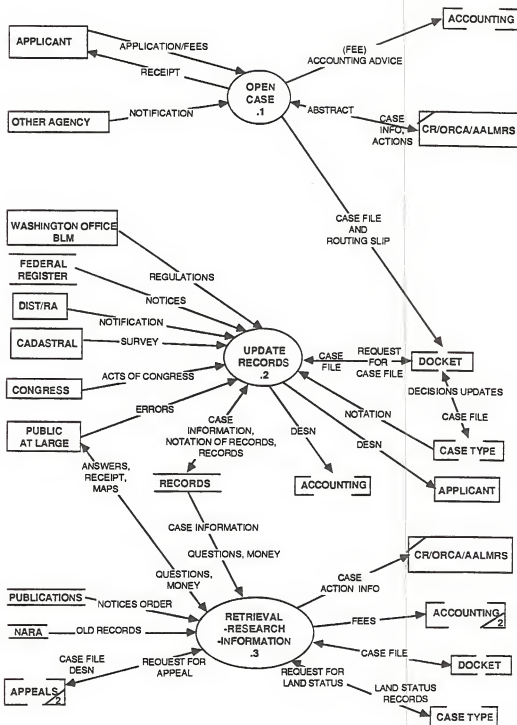 APPLICANT
APPLICATION/FEES
RECEIPT
(FEE)
ACCOUNTING ADVICE
ACCOUNTING
OPEN
CASE
.1
OTHER AGENCY
NOTIFICATION
ABSTRACT
CASE
INFO,
ACTIONS
CR/ORCA/AALMRS
CASE FILE
AND
ROUTING SLIP
WASHINGTON OFFICE
BLM
FEDERAL
REGISTER
REGULATIONS
NOTICES
DIST/RA
NOTIFICATION
CADASTRAL
SURVEY
UPDATE
RECORDS
.2
CASE
FILE
REQUEST
FOR
CASE FILE
DOCKET
CONGRESS
ACTS OF CONGRESS
DECISIONS UPDATES
CASE FILE
NOTATION
PUBLIC
AT LARGE
ERRORS
CASE
INFORMATION,
NOTATION OF RECORDS,
RECORDS
DESN
DESN
CASE TYPE
ANSWERS,
RECEIPT,
MAPS
RECORDS
ACCOUNTING
APPLICANT
CASE INFORMATION
QUESTIONS, MONEY
CR/ORCA/AALMRS
QUESTIONS,
MONEY
CASE
ACTION INFO
PUBLICATIONS
NOTICES ORDER
RETRIEVAL
-RESEARCH
-INFORMATION
.3
FEES
ACCOUNTING
2
NARA
OLD RECORDS
CASE FILE
DOCKET
CASE FILE
DESN
REQUEST FOR
APPEAL
REQUEST FOR
LAND STATUS
LAND STATUS
RECORDS
APPEALS
2
CASE TYPE